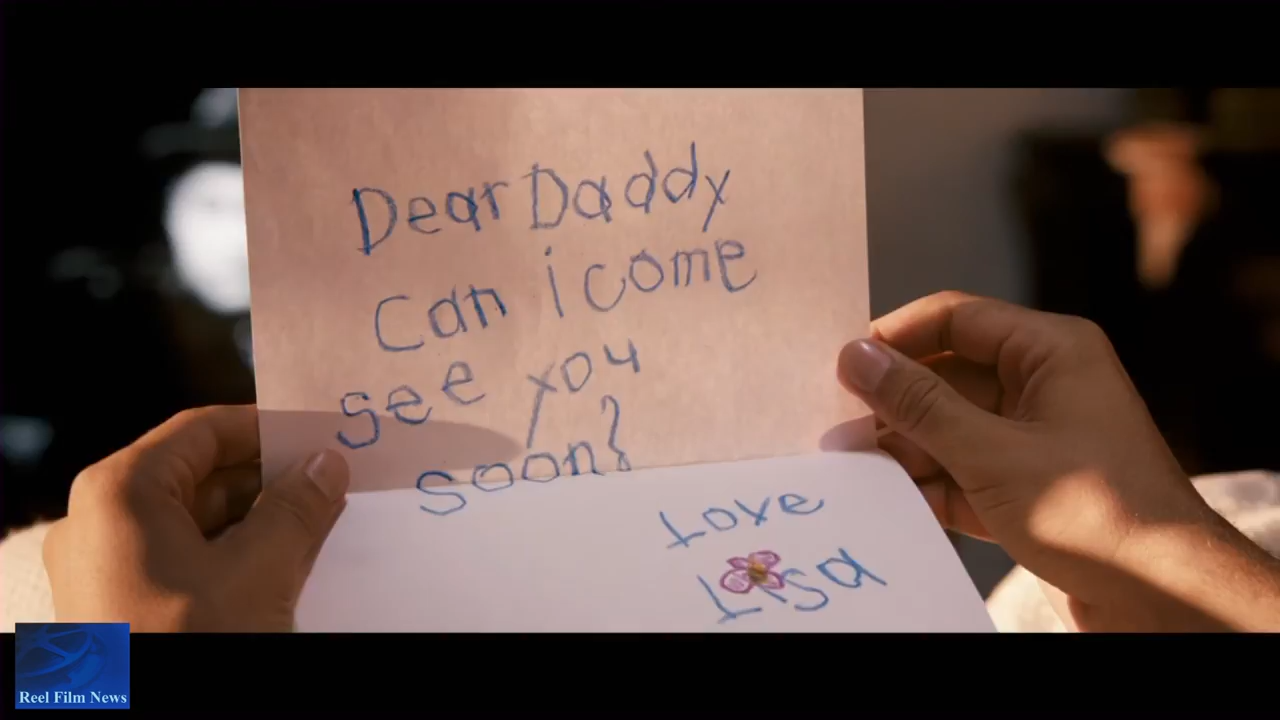 Dear Daddy
can i come
see you
soon?
Love
Lisa
Reel Film News